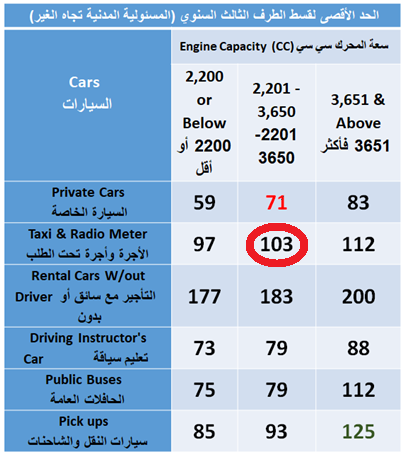 الحد الأقصى لقسط الطرف الثالث السنوي (المسئولية المدنية تجاه الغير)
Cars
السيارات
Engine Capacity (CC) سعة المحرك سي سي
2,200
or
Below
2200 أو
أقل
2,201 -
3,650
-2201
3650
3,651 &
Above
3651 فأكثر
Private Cars
السيارة الخاصة
59 71 83
Taxi & Radio Meter
الأجرة وأجرة تحت الطلب
97 103 112
Rental Cars W/out
Driver التأجير مع سائق أو
بدون
177 183 200
Driving Instructor's
Car تعليم سياقة
73 79 88
Public Buses
الحافلات العامة
75 79 112
Pick ups
سيارات النقل والشاحنات
85 93 125